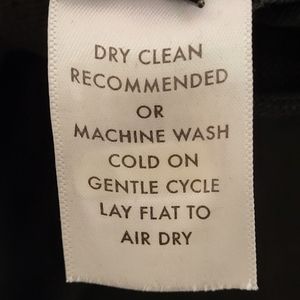 DRY CLEAN
RECOMMENDED
OR
MACHINE WASH
COLD ON
GENTLE CYCLE
LAY FLAT TO
AIR DRY